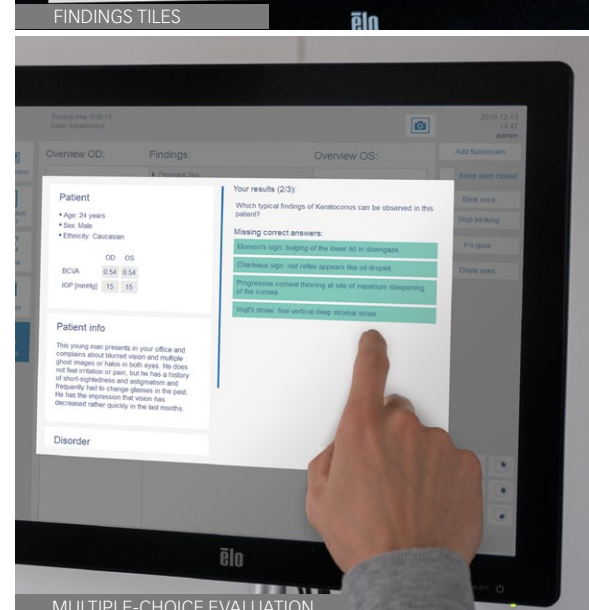 FINDINGS TILES
ēlo
Training time: 0:02:13
Case: Keratoconus
2019-12-13
14:47
admin
Overview OD:
Findings:
Overview OS:
Add fluorescein
Keep eyes closed
Blink once
Stop blinking
Fix gaze
Dilate eyes
Patient
• Age: 24 years
• Sex: Male
• Ethnicity: Caucasian
OD OS
BCVA 0.54 0.54
IOP [mmHg] 15 15
Patient info
This young man presents in your office and
complains about blurred vision and multiple
ghost images or halos in both eyes. He does
not feel irritation or pain, but he has a history
of short-sightedness and astigmatism and
frequently had to change glasses in the past.
He has the impression that vision has
decreased rather quickly in the last months.
Disorder
Your results (2/3):
Which typical findings of Keratoconus can be observed in this
patient?
Missing correct answers:
Munson's sign: bulging of the lower lid in downgaze.
Charleaux sign: red reflex appears like oil droplet.
Progressive corneal thinning at site of maximum steepening
of the cornea.
Vogt's striae: fine vertical deep stromal striae.
ēlo
MULTIPLE-CHOICE EVALUATION